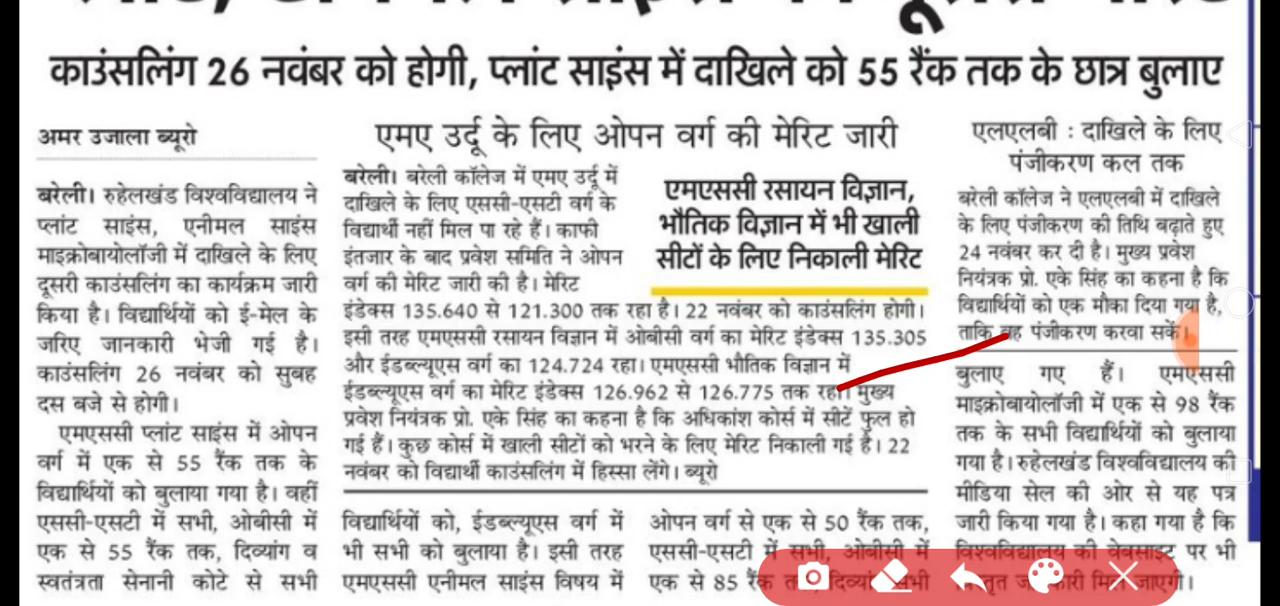 काउंसलिंग 26 नवंबर को होगी, प्लांट साइंस में दाखिले को 55 रैंक तक के छात्र बुलाए
अमर उजाला ब्यूरो
बरेली। रुहेलखंड विश्वविद्यालय ने
प्लांट साइंस, एनीमल साइंस
माइक्रोबायोलॉजी में दाखिले के लिए
दूसरी काउंसलिंग का कार्यक्रम जारी
किया है। विद्यार्थियों को ई-मेल के
जरिए जानकारी भेजी गई है।
काउंसलिंग 26 नवंबर को सुबह
दस बजे से होगी।
एमएससी प्लांट साइंस में ओपन
वर्ग में एक से 55 रैंक तक के
विद्यार्थियों को बुलाया गया है। वहीं
एससी-एसटी में सभी, ओबीसी में
एक से 55 रैंक तक, दिव्यांग व
स्वतंत्रता सेनानी कोटे से सभी
एमए उर्दू के लिए ओपन वर्ग की मेरिट जारी
बरेली। बरेली कॉलेज में एमए उर्दू में
दाखिले के लिए एससी-एसटी वर्ग के
विद्यार्थी नहीं मिल पा रहे हैं। काफी
इंतजार के बाद प्रवेश समिति ने ओपन
वर्ग की मेरिट जारी की है। मेरिट
एमएससी रसायन विज्ञान,
भौतिक विज्ञान में भी खाली
सीटों के लिए निकाली मेरिट
इंडेक्स 135.640 से 121.300 तक रहा है। 22 नवंबर को काउंसलिंग होगी।
इसी तरह एमएससी रसायन विज्ञान में ओबीसी वर्ग का मेरिट इंडेक्स 135.305
और ईडब्ल्यूएस वर्ग का 124.724 रहा। एमएससी भौतिक विज्ञान में
ईडब्ल्यूएस वर्ग का मेरिट इंडेक्स 126.962 से 126.775 तक रहा। मुख्य
प्रवेश नियंत्रक प्रो. एके सिंह का कहना है कि अधिकांश कोर्स में सीटें फुल हो
गई हैं। कुछ कोर्स में खाली सीटों को भरने के लिए मेरिट निकाली गई है। 22
नवंबर को विद्यार्थी काउंसलिंग में हिस्सा लेंगे। ब्यूरो
विद्यार्थियों को, ईडब्ल्यूएस वर्ग में
भी सभी को बुलाया है। इसी तरह
एमएससी एनीमल साइंस विषय में
ओपन वर्ग से एक से 50 रैंक तक,
एससी-एसटी में सभी, ओबीसी में
एक से 85 रैंक
एलएलबी : दाखिले के लिए
पंजीकरण कल तक
बरेली कॉलेज ने एलएलबी में दाखिले
के लिए पंजीकरण की तिथि बढ़ाते हुए
24 नवंबर कर दी है। मुख्य प्रवेश
नियंत्रक प्रो. एके सिंह का कहना है कि
विद्यार्थियों को एक मौका दिया गया है,
ताकि वह पंजीकरण करवा सकें।
बुलाए गए हैं। एमएससी
माइक्रोबायोलॉजी में एक से 98 रैंक
तक के सभी विद्यार्थियों को बुलाया
गया है। रुहेलखंड विश्वविद्यालय की
मीडिया सेल की ओर से यह पत्र
जारी किया गया है। कहा गया है कि
विश्वविद्यालय की वेबसाइट पर भी
जाएगी।